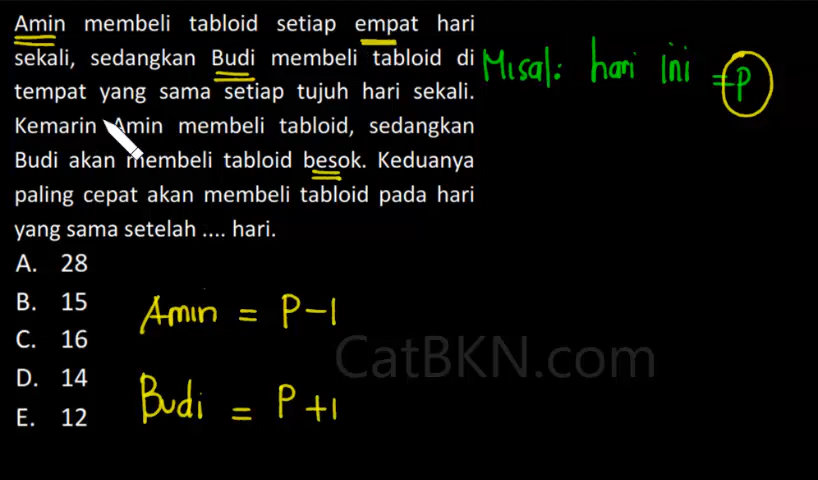 Amin membeli tabloid setiap empat hari
sekali, sedangkan Budi membeli tabloid di
tempat yang sama setiap tujuh hari sekali.
Kemarin Amin membeli tabloid, sedangkan
Budi akan membeli tabloid besok. Keduanya
paling cepat akan membeli tabloid pada hari
yang sama setelah .... hari.
A. 28
B. 15
C. 16
D. 14
E. 12
Misal: hari ini = P
Amin = P-1
Budi = P+1
CatBKN.com